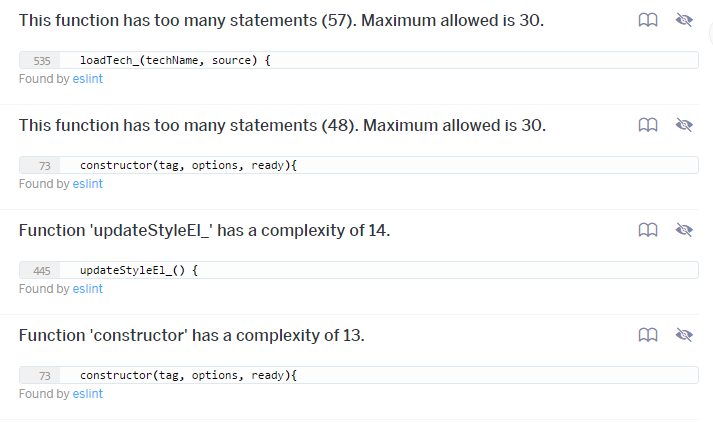 This function has too many statements (57). Maximum allowed is 30.
535 loadTech_(techName, source) {
Found by eslint
This function has too many statements (48). Maximum allowed is 30.
73 constructor(tag, options, ready){
Found by eslint
Function 'updateStyleEl_' has a complexity of 14.
445 updateStyleEl_() {
Found by eslint
Function 'constructor' has a complexity of 13.
73 constructor(tag, options, ready){
Found by eslint